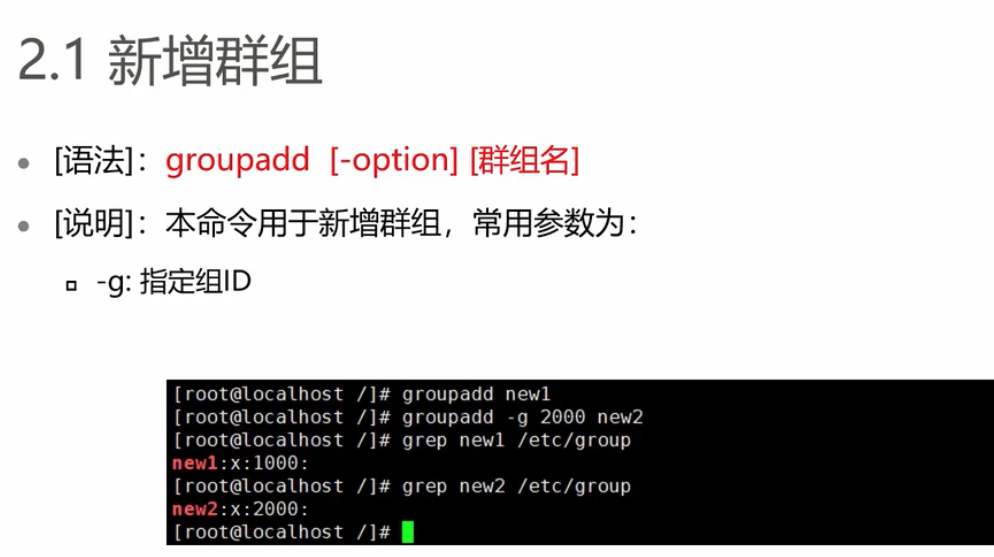 2.1 新增群组
[语法]：groupadd [-option] [群组名]
[说明]：本命令用于新增群组，常用参数为：
-g: 指定组ID
[root@localhost /]# groupadd new1
[root@localhost /]# groupadd -g 2000 new2
[root@localhost /]# grep new1 /etc/group
new1:x:1000:
[root@localhost /]# grep new2 /etc/group
new2:x:2000:
[root@localhost /]#